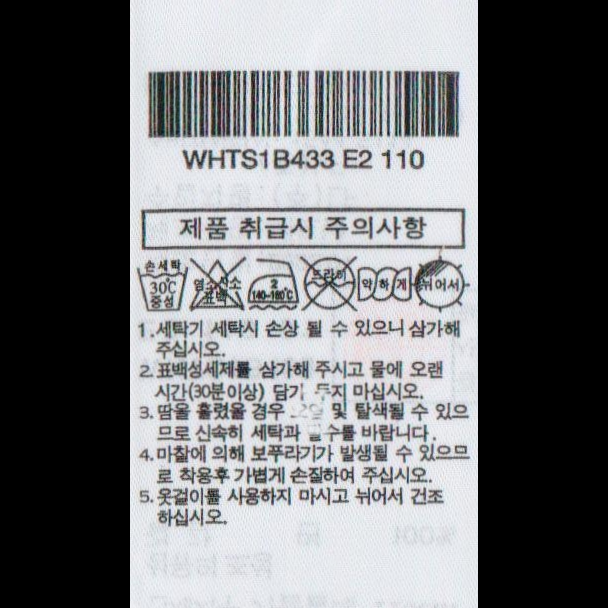 WHTS1B433 E2 110
제품 취급시 주의사항
손세탁 30℃ 중성 염소산소 표백 2 140~160℃ 드라이 약하게 뉘어서
1. 세탁기 세탁시 손상 될 수 있으니 삼가해
주십시오.
2. 표백성세제를 삼가해 주시고 물에 오랜
시간(30분이상) 담가 두지 마십시오.
3. 땀을 흘렸을 경우 및 탈색될 수 있으
므로 신속히 세탁과 바랍니다.
4. 마찰에 의해 보푸라기가 발생될 수 있으므
로 착용후 가볍게 손질하여 주십시오.
5. 옷걸이를 사용하지 마시고 뉘어서 건조
하십시오.